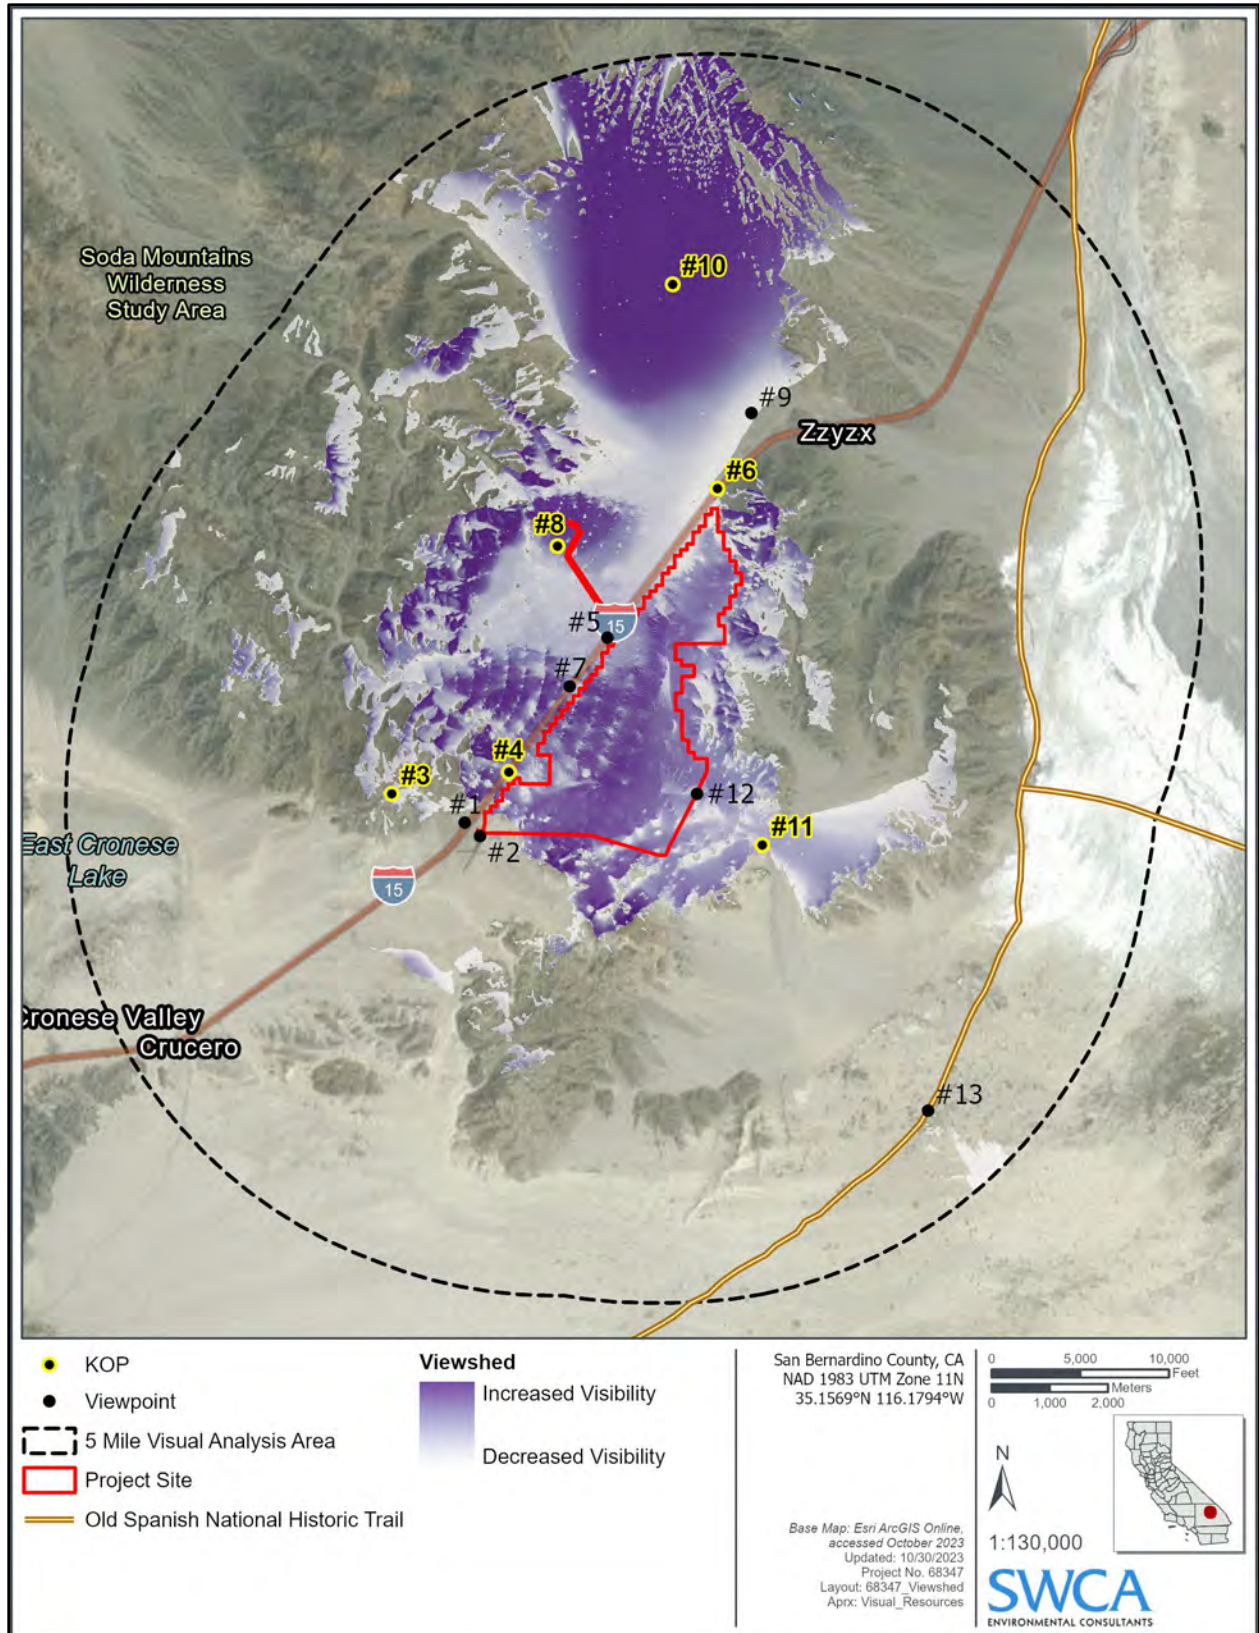 Soda Mountains
Wilderness
Study Area
#10
#9
Zzyzx
#6
#8
#5
15
#7
#4
#3
#12
#1
#11
#2
East Cronese
Lake
15
Cronese Valley
Crucero
#13
KOP
Viewpoint
5 Mile Visual Analysis Area
Project Site
Old Spanish National Historic Trail
Viewshed
Increased Visibility
Decreased Visibility
San Bernardino County, CA
NAD 1983 UTM Zone 11N
35.1569°N 116.1794°W
Base Map: Esri ArcGIS Online,
accessed October 2023
Updated: 10/30/2023
Project No. 68347
Layout: 68347_Viewshed
Aprx: Visual_Resources
0 5,000 10,000
Feet
Meters
0 1,000 2,000
N
1:130,000
SWCA
ENVIRONMENTAL CONSULTANTS